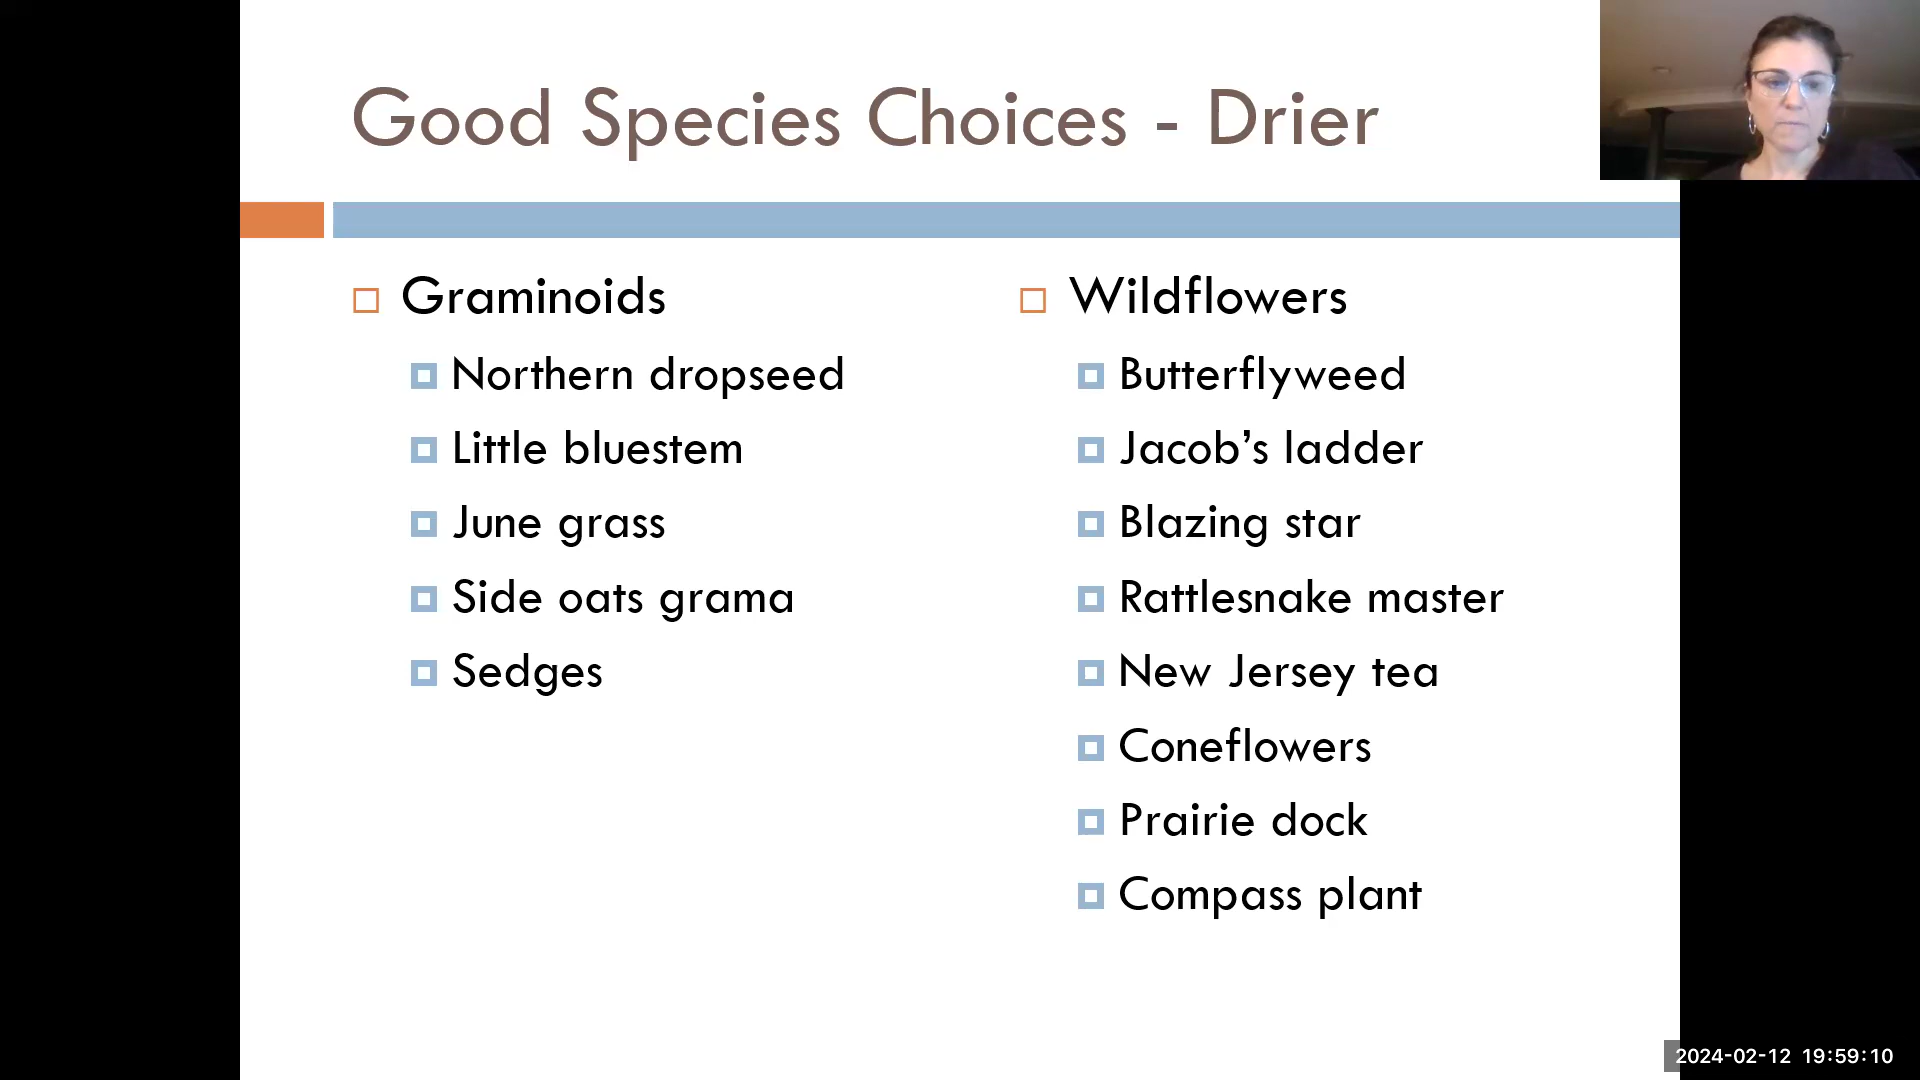 Good Species Choices - Drier
Graminoids
Northern dropseed
Little bluestem
June grass
Side oats grama
Sedges
Wildflowers
Butterflyweed
Jacob’s ladder
Blazing star
Rattlesnake master
New Jersey tea
Coneflowers
Prairie dock
Compass plant
2024-02-12 19:59:10